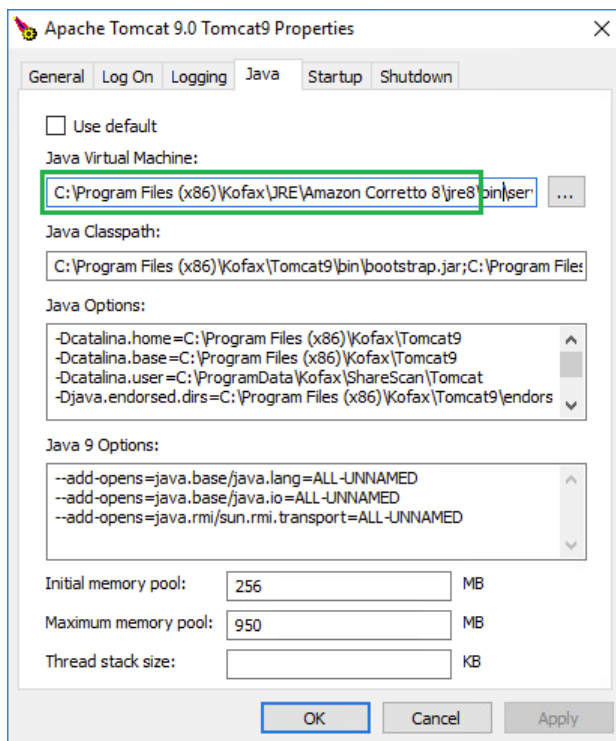 Apache Tomcat 9.0 Tomcat9 Properties
General Log On Logging Java Startup Shutdown
Use default
Java Virtual Machine:
C:\Program Files (x86)\Kofax\JRE\Amazon Corretto 8\jre8\bin\ser
...
Java Classpath:
C:\Program Files (x86)\Kofax\Tomcat9\bin\bootstrap.jar;C:\Program Files
Java Options:
-Dcatalina.home=C:\Program Files (x86)\Kofax\Tomcat9
-Dcatalina.base=C:\Program Files (x86)\Kofax\Tomcat9
-Dcatalina.user=C:\ProgramData\Kofax\ShareScan\Tomcat
-Djava.endorsed.dirs=C:\Program Files (x86)\Kofax\Tomcat9\endors
Java 9 Options:
--add-opens=java.base/java.lang=ALL-UNNAMED
--add-opens=java.base/java.io=ALL-UNNAMED
--add-opens=java.rmi/sun.rmi.transport=ALL-UNNAMED
Initial memory pool: 256 MB
Maximum memory pool: 950 MB
Thread stack size: KB
OK Cancel Apply